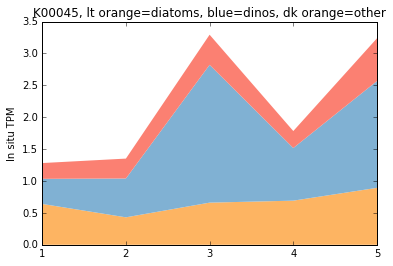 K00045, lt orange=diatoms, blue=dinos, dk orange=other
In situ TPM
3.5
3.0
2.5
2.0
1.5
1.0
0.5
0.0
1 2 3 4 5